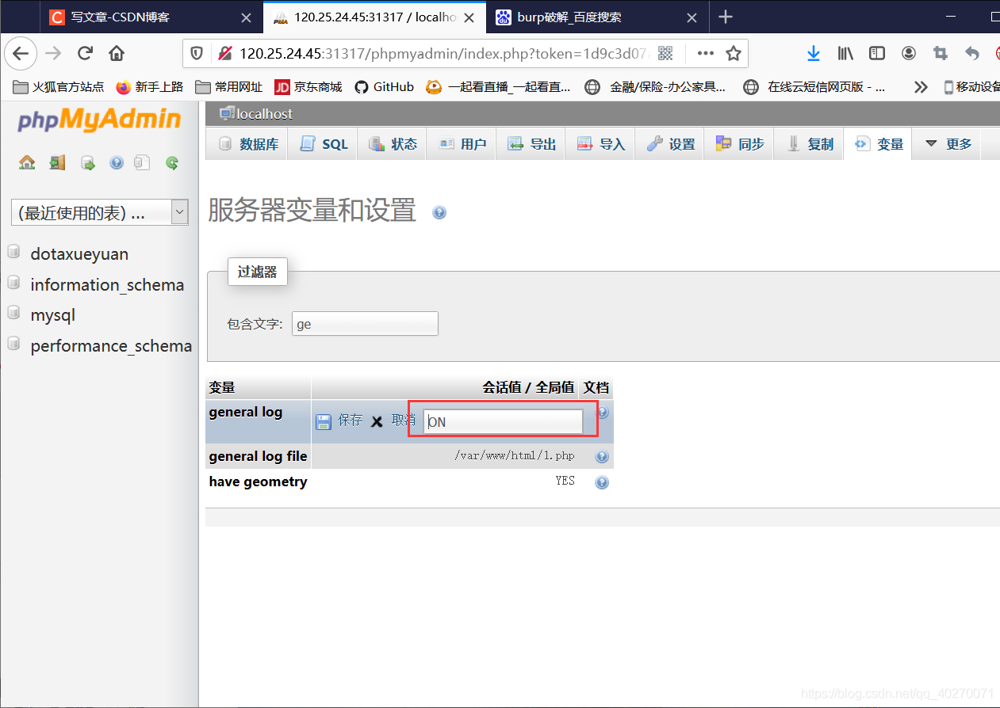 写文章-CSDN博客
120.25.24.45:31317 / localho
burp破解_百度搜索
120.25.24.45:31317/phpmyadmin/index.php?token=1d9c3d07
火狐官方站点
新手上路
常用网址
JD 京东商城
GitHub
一起看直播_一起看直...
金融/保险-办公家具...
在线云短信网页版 - ...
移动设备
phpMyAdmin
localhost
数据库
SQL
状态
用户
导出
导入
设置
同步
复制
变量
更多
(最近使用的表) ...
dotaxueyuan
information_schema
mysql
performance_schema
服务器变量和设置
过滤器
包含文字: ge
变量 会话值 / 全局值 文档
general log 保存 取消 ON
general log file /var/www/html/1.php
have geometry YES
https://blog.csdn.net/qq_40270071